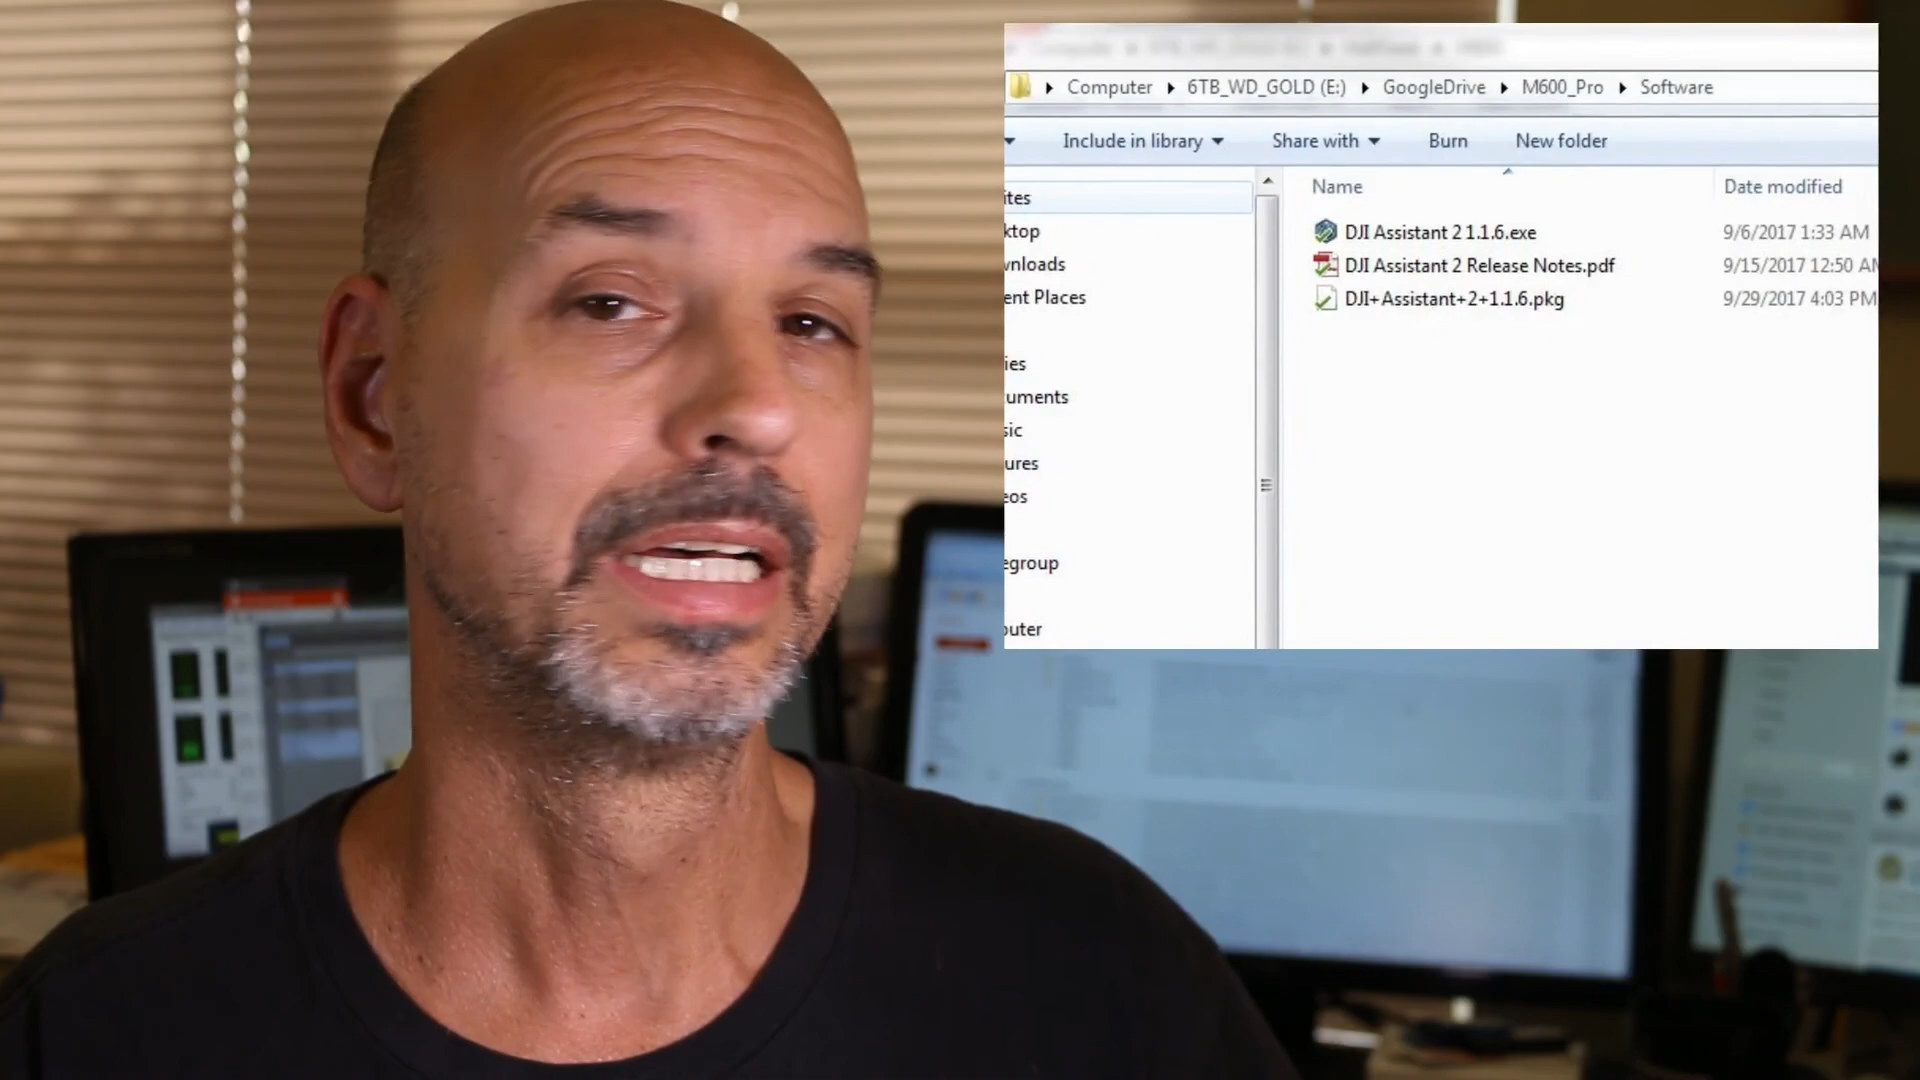 Computer 6TB_WD_GOLD (E:) GoogleDrive M600_Pro Software
Include in library Share with Burn New folder
Name Date modified
DJI Assistant 2 1.1.6.exe 9/6/2017 1:33 AM
DJI Assistant 2 Release Notes.pdf 9/15/2017 12:50 AM
DJI+Assistant+2+1.1.6.pkg 9/29/2017 4:03 PM
ites
ktop
wnloads
ent Places
ies
uments
sic
ures
eos
egroup
puter